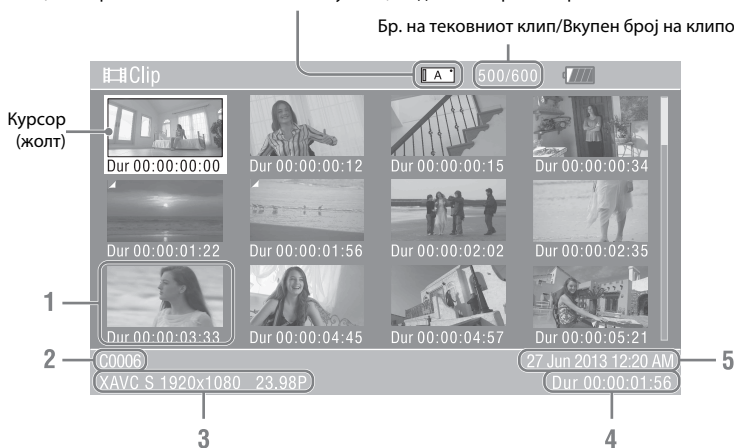 Бр. на тековниот клип/Вкупен број на клипо
Clip
A
500/600
Курсор
(жолт)
Dur 00:00:00:00
Dur 00:00:00:12
Dur 00:00:00:15
Dur 00:00:00:34
Dur 00:00:01:22
Dur 00:00:01:56
Dur 00:00:02:02
Dur 00:00:02:35
1
Dur 00:00:03:33
Dur 00:00:04:45
Dur 00:00:04:57
Dur 00:00:05:21
2
C0006
27 Jun 2013 12:20 AM
5
XAVC S 1920x1080 23.98P
Dur 00:00:01:56
3
4